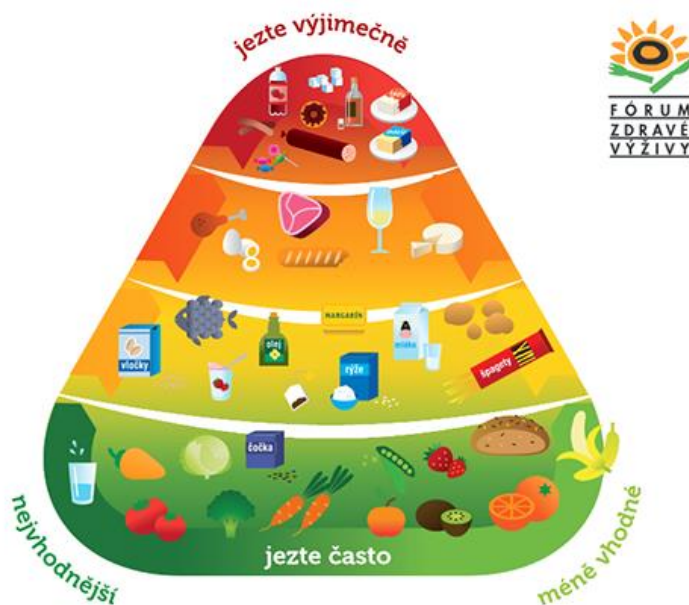 jezte výjimečně
FÓRUM
ZDRAVÉ
VÝŽIVY
MARGARÍN
olej
mléko
vločky
rýže
špagety
čočka
jezte často
nejvhodnější
méně vhodné